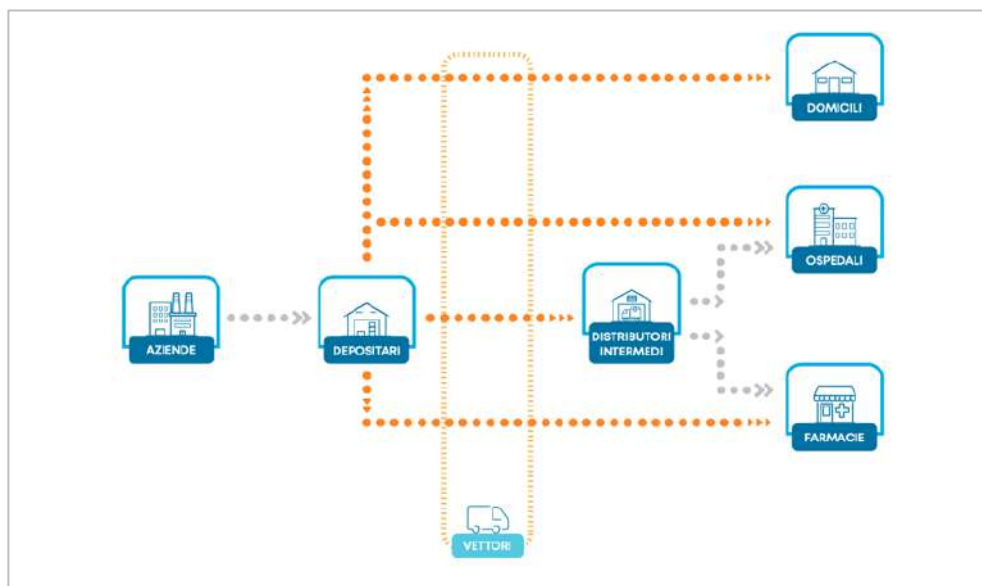 DOMICILI
OSPEDALI
AZIENDE
DEPOSITARI
DISTRIBUTORI
INTERMEDI
FARMACIE
VETTORI